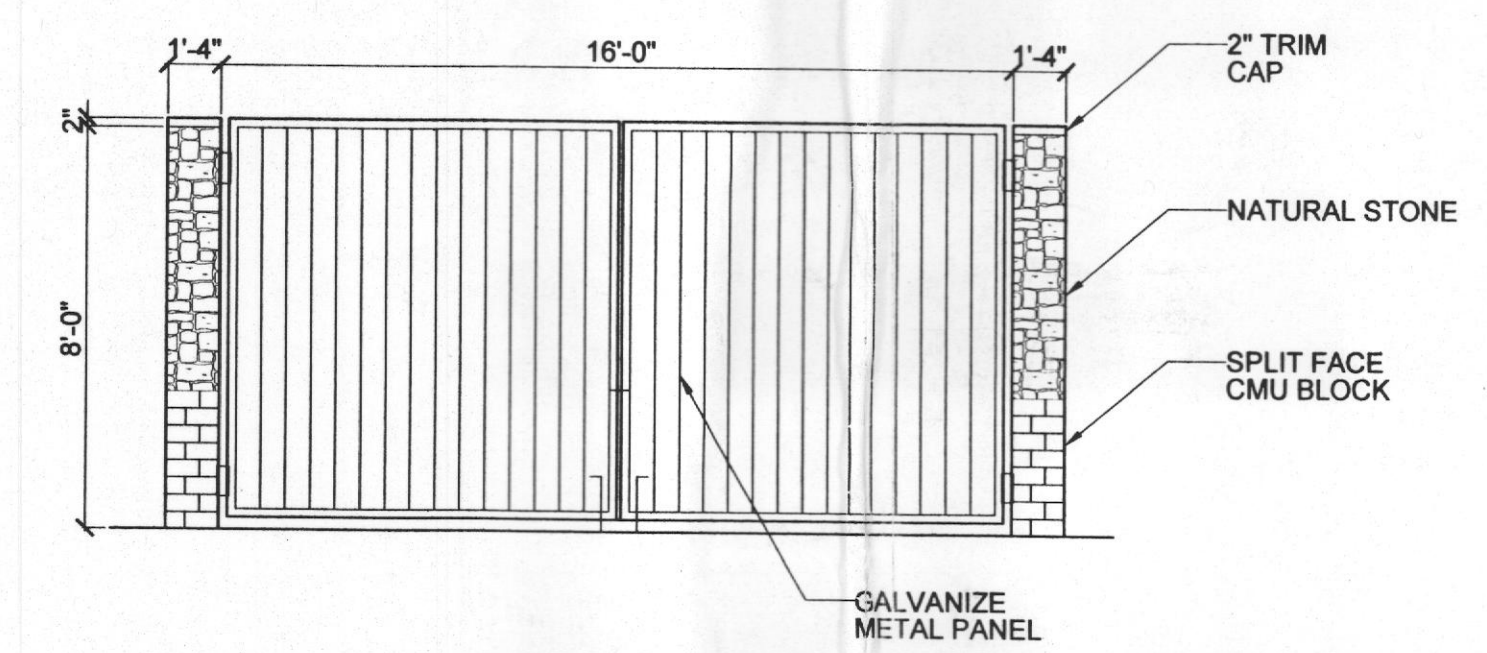 1'-4"
16'-0"
1'-4"
2" TRIM
CAP
2"
NATURAL STONE
8'-0"
SPLIT FACE
CMU BLOCK
GALVANIZE
METAL PANEL